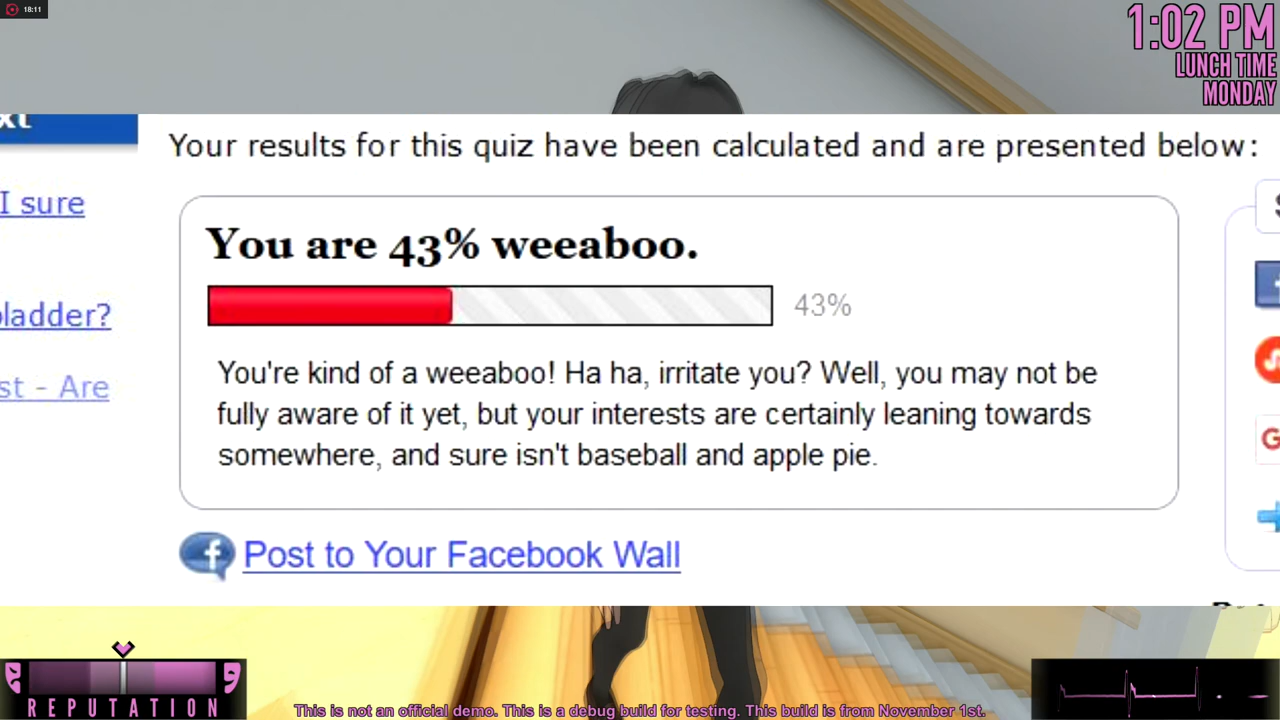 18:11
1:02 PM
LUNCH TIME
MONDAY
Your results for this quiz have been calculated and are presented below:
I sure
You are 43% weeaboo.
43%
ladder?
You're kind of a weeaboo! Ha ha, irritate you? Well, you may not be
st - Are
fully aware of it yet, but your interests are certainly leaning towards
somewhere, and sure isn't baseball and apple pie.
G
f Post to Your Facebook Wall
REPUTATION
This is not an official demo. This is a debug build for testing. This build is from November 1st.